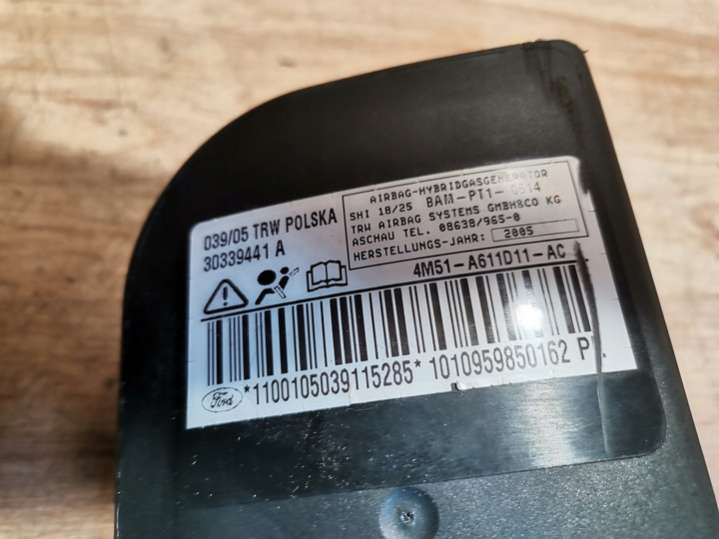 039/05 TRW POLSKA
30339441 A
AIRBAG-HYBRIDGASGENERATOR
SHI 18/25 BAM-PT1-
TRW AIRBAG SYSTEMS GMBH&CO KG
ASCHAU TEL. 08638/965-0
HERSTELLUNGS-JAHR: 2005
4M51-A611D11-AC
*1100105039115285* 1010959850162
Ford